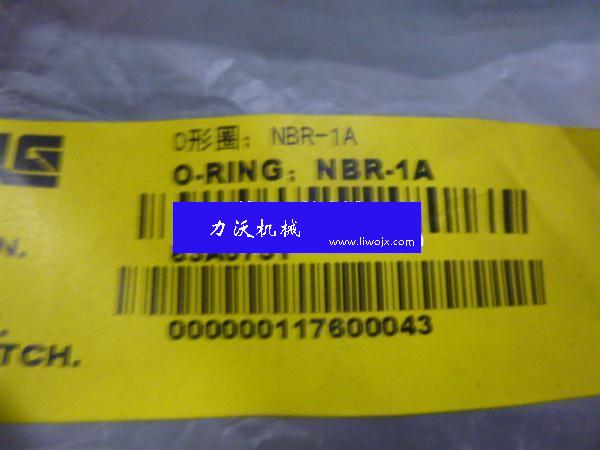 O形圈: NBR-1A
O-RING: NBR-1A
力沃机械
www.liwojx.com
N.
000000117600043
TCH.